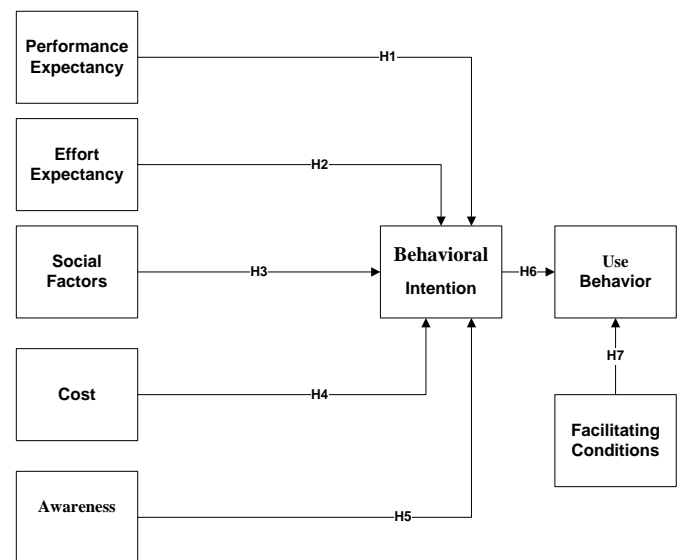 Performance
Expectancy
H1
Effort
Expectancy
H2
Social
Factors
H3
Behavioral
Intention
H6
Use
Behavior
H7
Cost
H4
Facilitating
Conditions
Awareness
H5